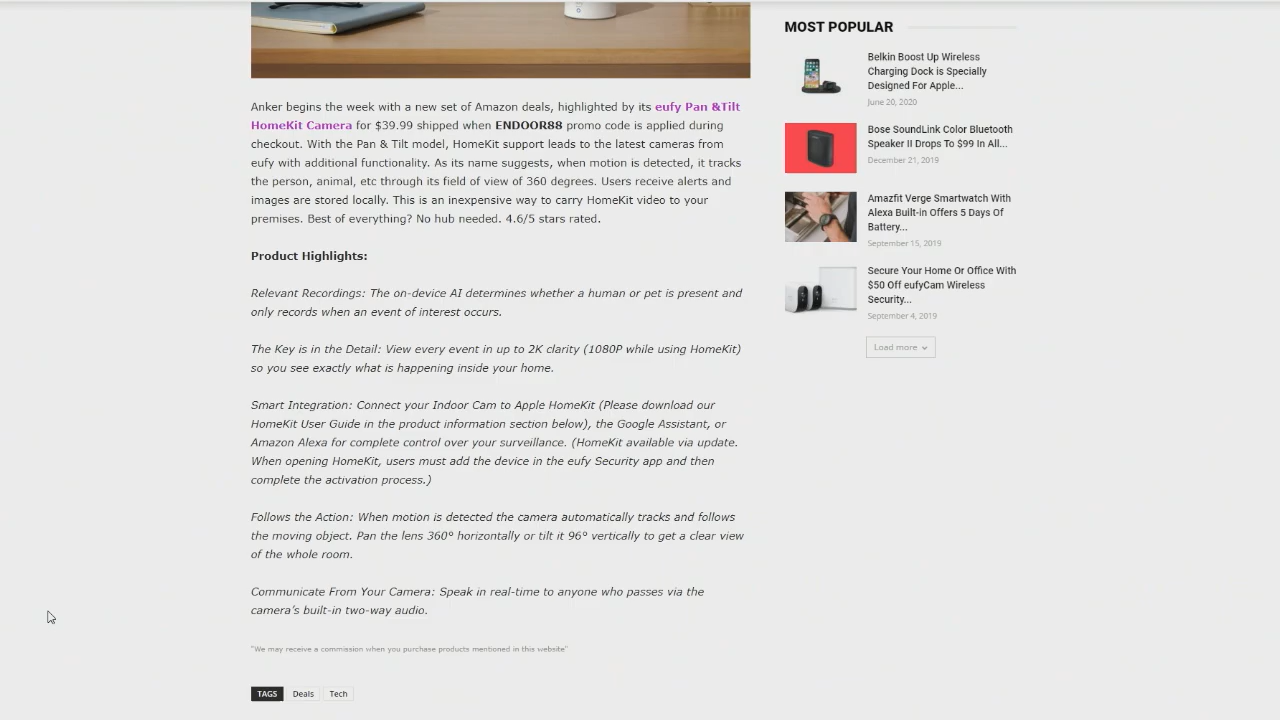 Anker begins the week with a new set of Amazon deals, highlighted by its eufy Pan &Tilt
HomeKit Camera for $39.99 shipped when ENDOOR88 promo code is applied during
checkout. With the Pan & Tilt model, HomeKit support leads to the latest cameras from
eufy with additional functionality. As its name suggests, when motion is detected, it tracks
the person, animal, etc through its field of view of 360 degrees. Users receive alerts and
images are stored locally. This is an inexpensive way to carry HomeKit video to your
premises. Best of everything? No hub needed. 4.6/5 stars rated.
Product Highlights:
Relevant Recordings: The on-device AI determines whether a human or pet is present and
only records when an event of interest occurs.
The Key is in the Detail: View every event in up to 2K clarity (1080P while using HomeKit)
so you see exactly what is happening inside your home.
Smart Integration: Connect your Indoor Cam to Apple HomeKit (Please download our
HomeKit User Guide in the product information section below), the Google Assistant, or
Amazon Alexa for complete control over your surveillance. (HomeKit available via update.
When opening HomeKit, users must add the device in the eufy Security app and then
complete the activation process.)
Follows the Action: When motion is detected the camera automatically tracks and follows
the moving object. Pan the lens 360° horizontally or tilt it 96° vertically to get a clear view
of the whole room.
Communicate From Your Camera: Speak in real-time to anyone who passes via the
camera's built-in two-way audio.
"We may receive a commission when you purchase products mentioned in this website"
TAGS Deals Tech
MOST POPULAR
Belkin Boost Up Wireless
Charging Dock is Specially
Designed For Apple...
June 20, 2020
Bose SoundLink Color Bluetooth
Speaker II Drops To $99 In All...
December 21, 2019
Amazfit Verge Smartwatch With
Alexa Built-in Offers 5 Days Of
Battery...
September 15, 2019
Secure Your Home Or Office With
$50 Off eufyCam Wireless
Security...
September 4, 2019
Load more